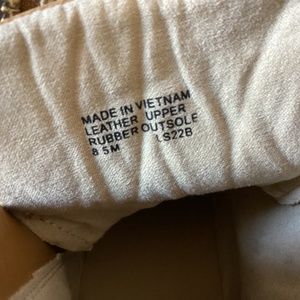 MADE IN VIETNAM
LEATHER UPPER
RUBBER OUTSOLE
8 5M LS22B